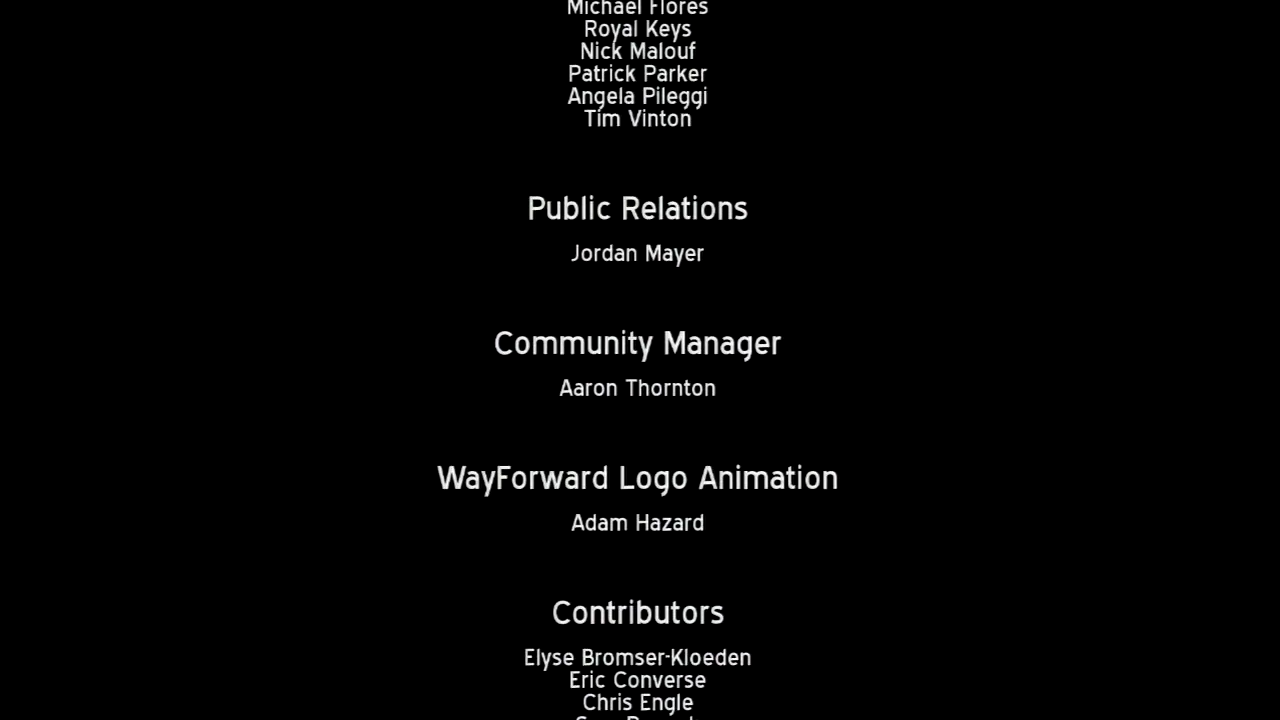 Michael Flores
Royal Keys
Nick Malouf
Patrick Parker
Angela Pileggi
Tim Vinton
Public Relations
Jordan Mayer
Community Manager
Aaron Thornton
WayForward Logo Animation
Adam Hazard
Contributors
Elyse Bromser-Kloeden
Eric Converse
Chris Engle